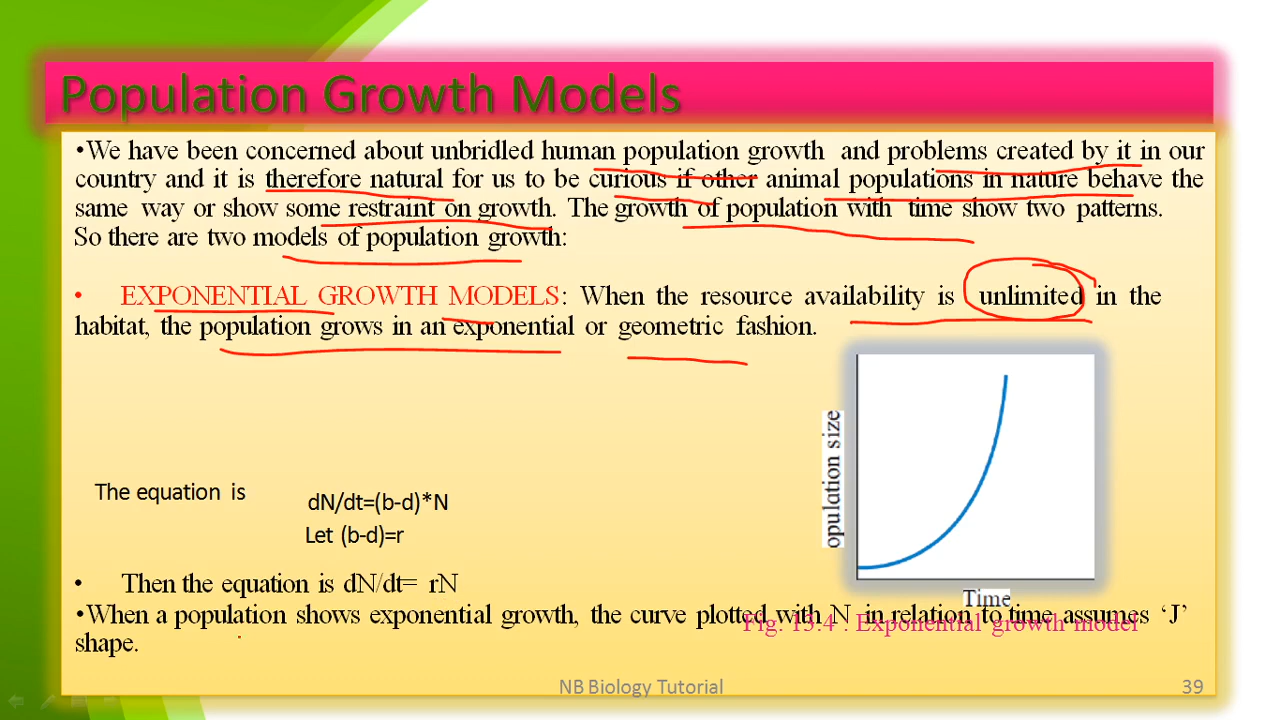 Population Growth Models
•We have been concerned about unbridled human population growth and problems created by it in our
country and it is therefore natural for us to be curious if other animal populations in nature behave the
same way or show some restraint on growth. The growth of population with time show two patterns.
So there are two models of population growth:
• EXPONENTIAL GROWTH MODELS: When the resource availability is unlimited in the
habitat, the population grows in an exponential or geometric fashion.
opulation size
The equation is
dN/dt=(b-d)*N
Let (b-d)=r
• Then the equation is dN/dt= rN
Time
•When a population shows exponential growth, the curve plotted with N in relation to time assumes ‘J’
Fig. 13.4 : Exponential growth model
shape.
NB Biology Tutorial
39